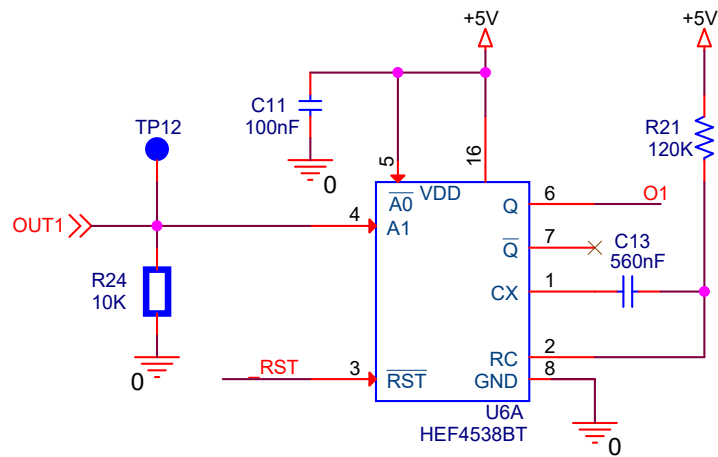 +5V
+5V
C11
100nF
0
TP12
R21
120K
5
16
A0 VDD
OUT1
4
A1
Q
6
O1
Q
7
C13
560nF
CX
1
R24
10K
0
_RST
3
RST
RC
2
GND
8
0
U6A
HEF4538BT